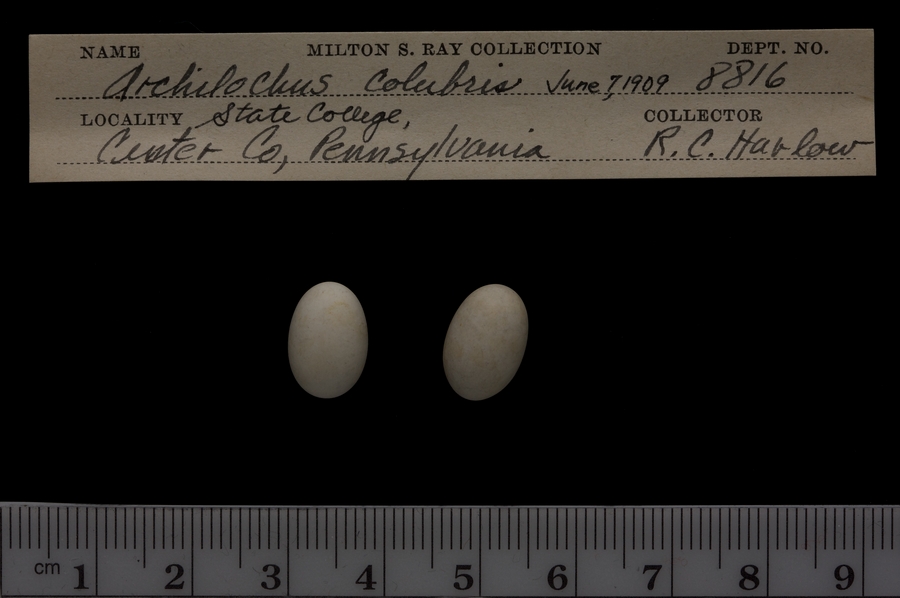 NAME MILTON S. RAY COLLECTION DEPT. NO.
Archilochus colubris June 7, 1909 8816
LOCALITY State College, COLLECTOR
Center Co, Pennsylvania R. C. Harlow
cm 1 2 3 4 5 6 7 8 9